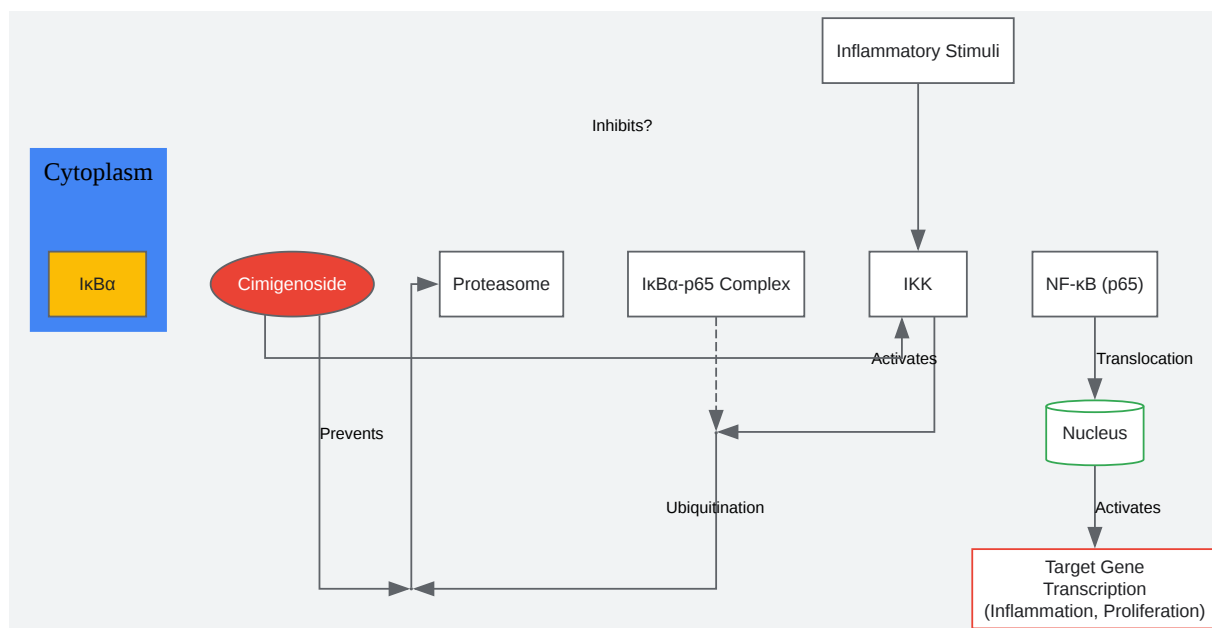 Inflammatory Stimuli
Inhibits?
Cytoplasm
IκBα
Cimigenoside
Proteasome
IκBα-p65 Complex
IKK
NF-κB (p65)
Activates
Translocation
Prevents
Nucleus
Ubiquitination
Activates
Target Gene
Transcription
(Inflammation, Proliferation)